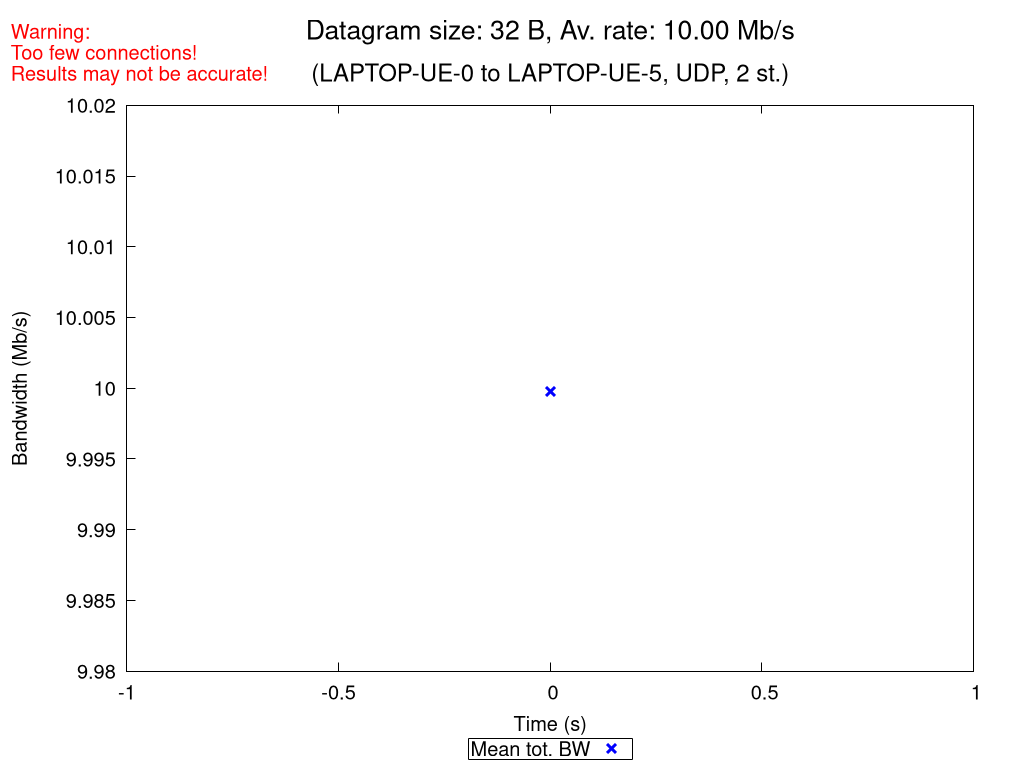 Warning:
Too few connections!
Results may not be accurate!
Datagram size: 32 B, Av. rate: 10.00 Mb/s
(LAPTOP-UE-0 to LAPTOP-UE-5, UDP, 2 st.)
10.02
10.015
10.01
10.005
10
9.995
9.99
9.985
9.98
Bandwidth (Mb/s)
-1 -0.5 0 0.5 1
Time (s)
Mean tot. BW